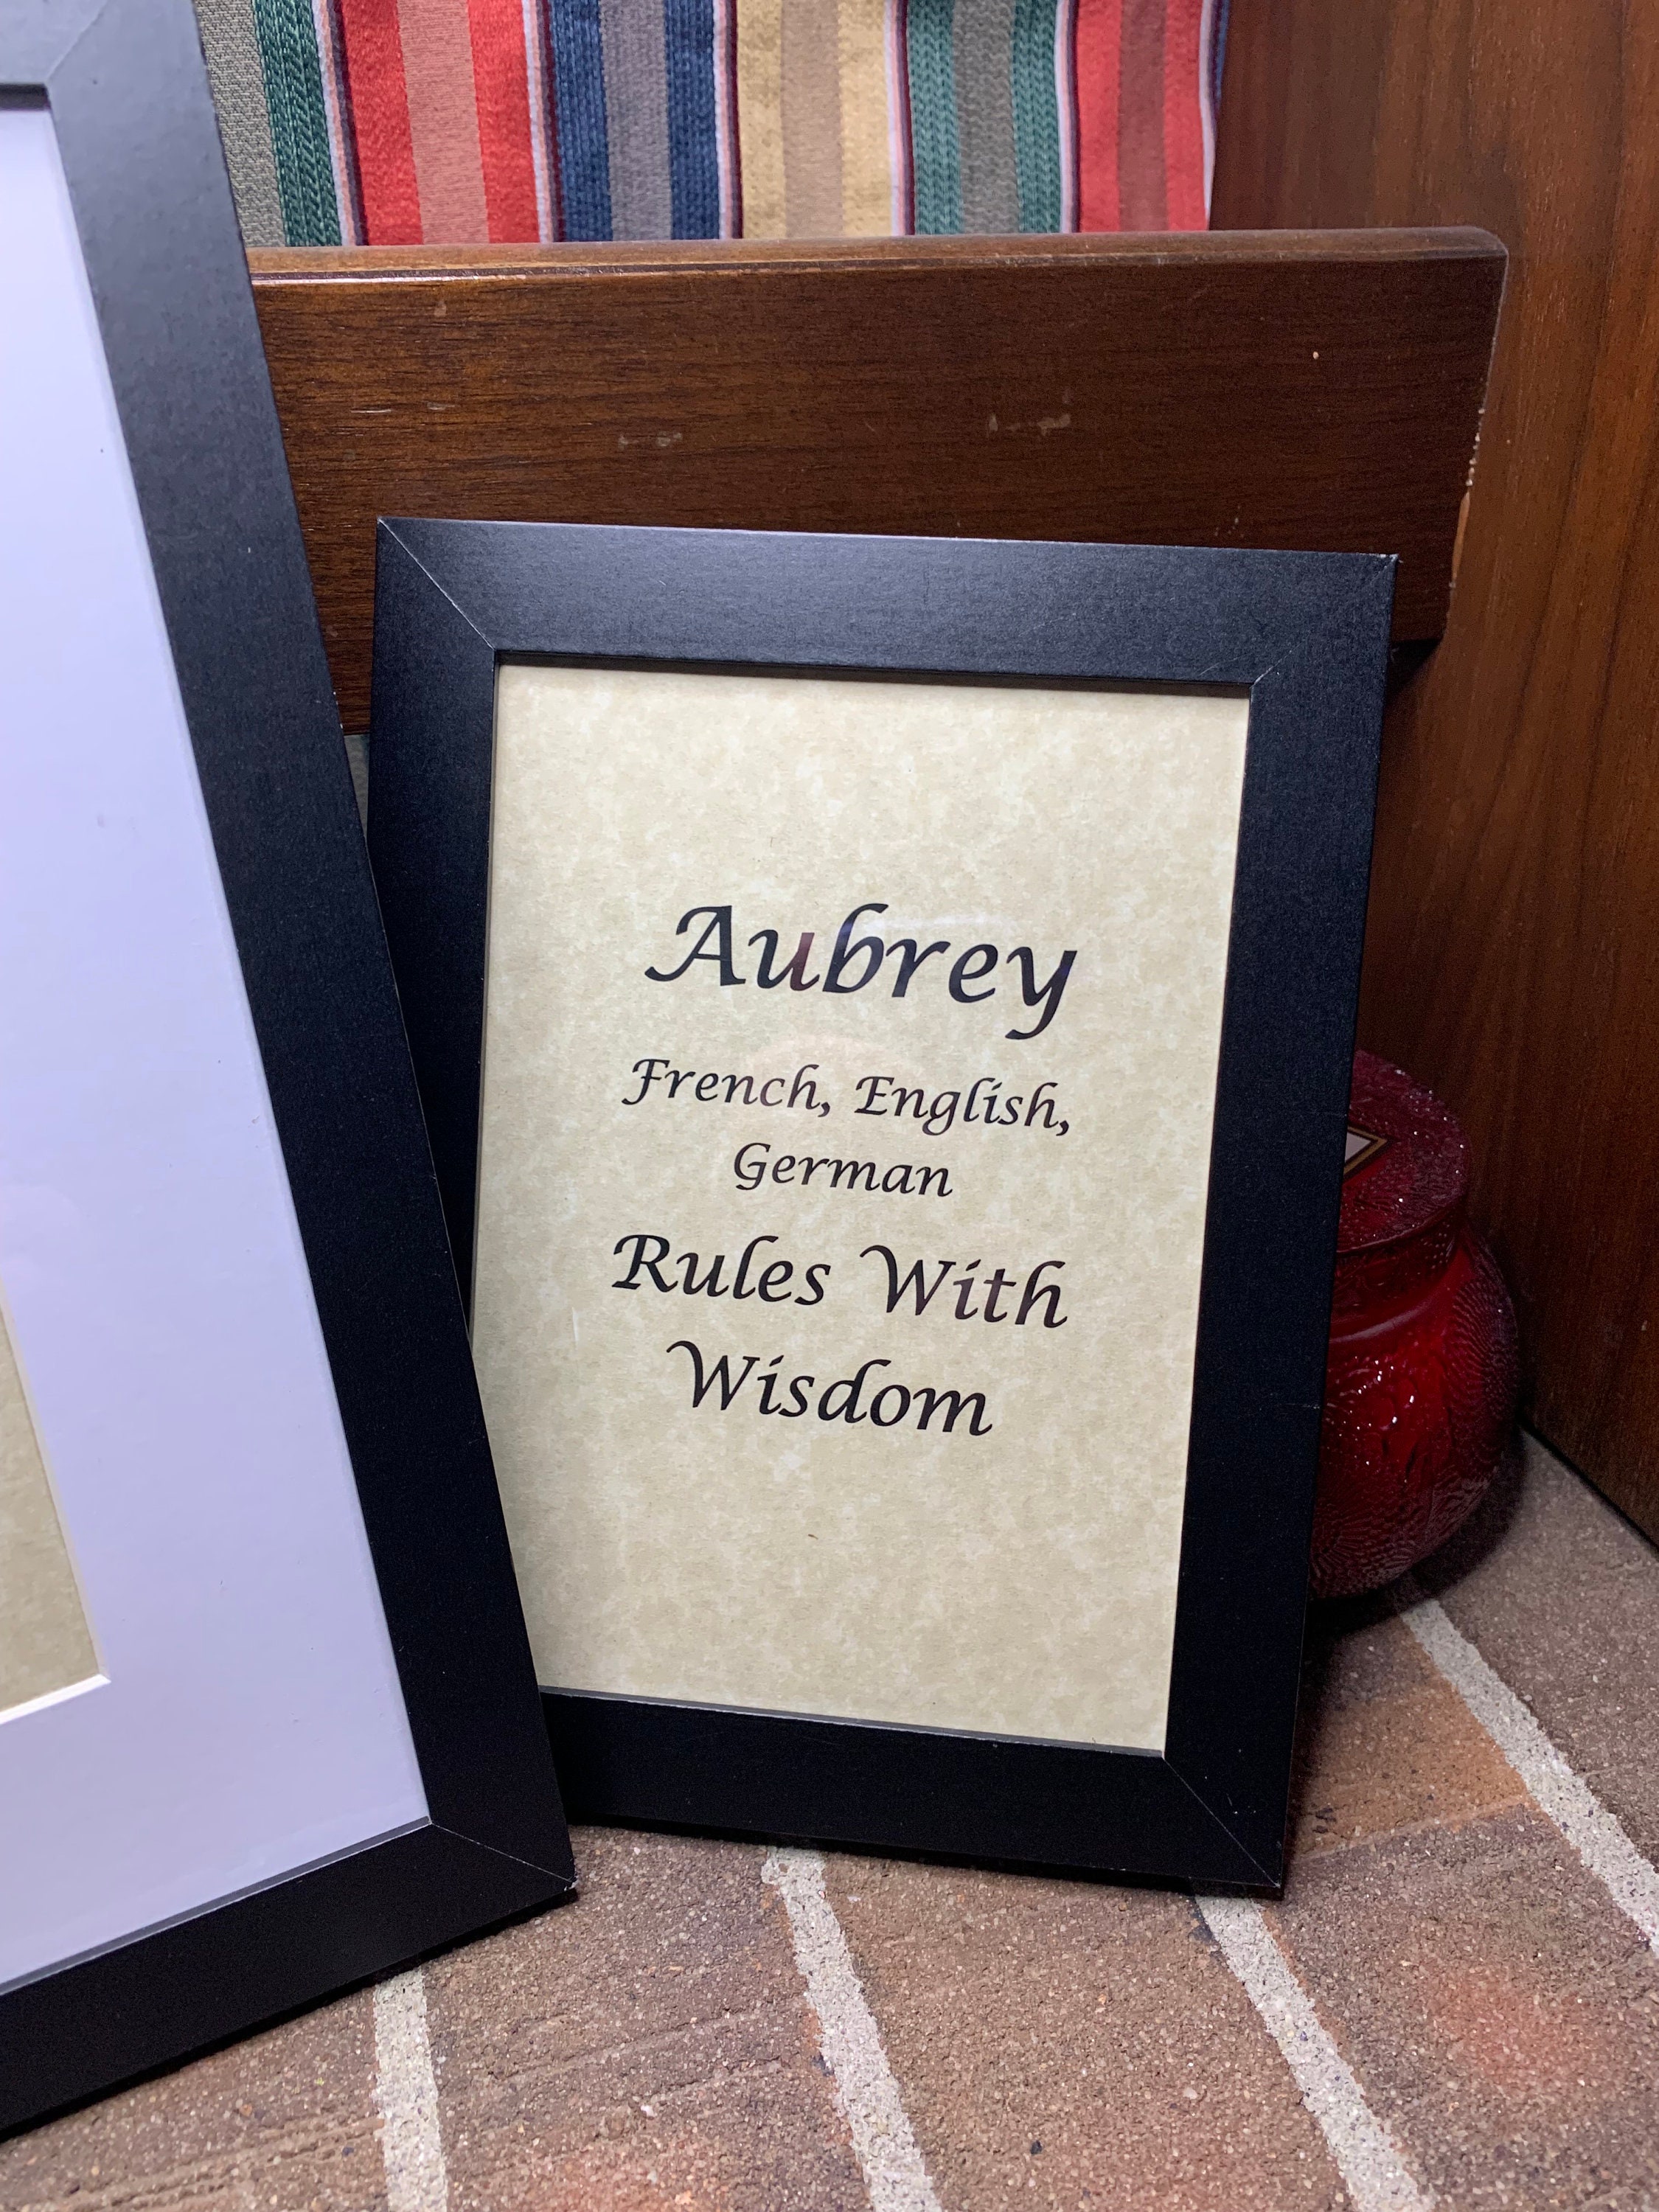 Aubrey
French, English,
German
Rules With
Wisdom